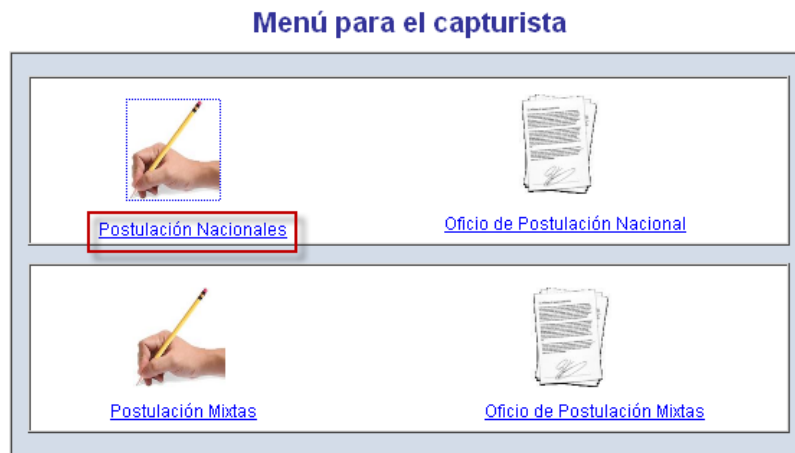 Menú para el capturista
Postulación Nacionales
Oficio de Postulación Nacional
Postulación Mixtas
Oficio de Postulación Mixtas